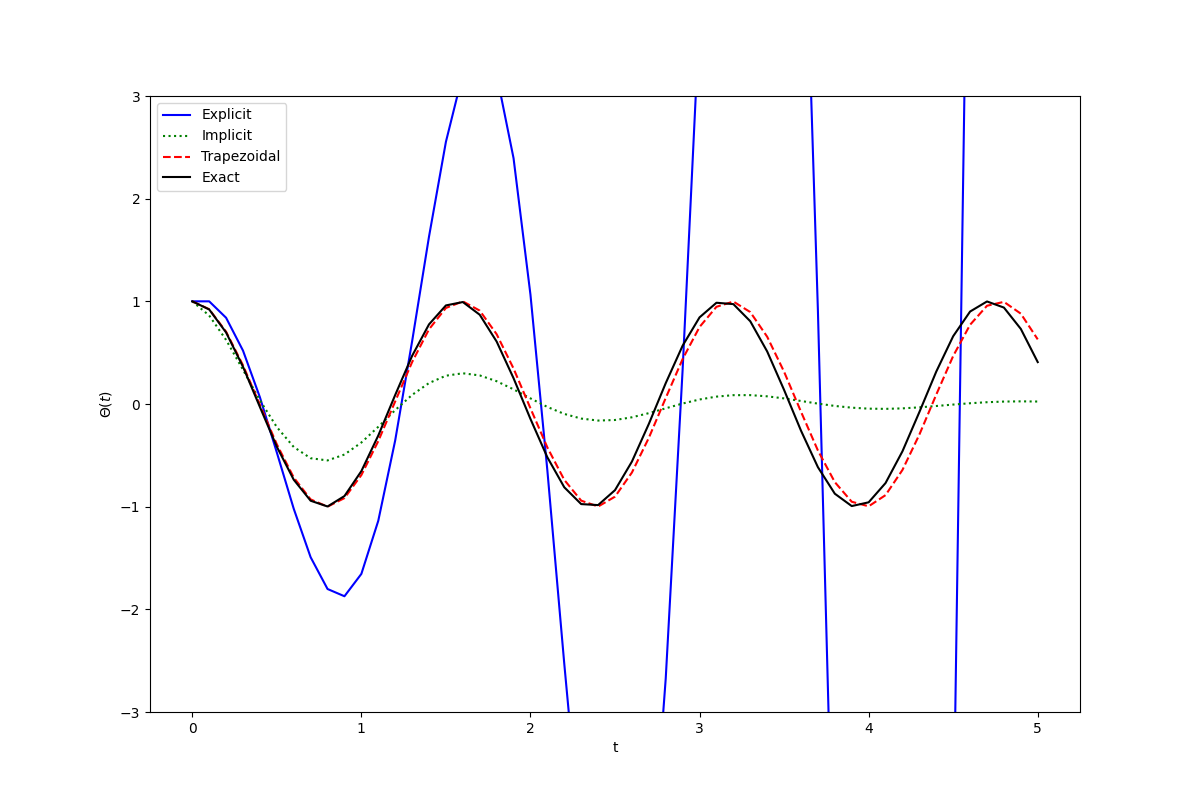 Explicit
Implicit
Trapezoidal
Exact
3
2
1
0
−1
−2
−3
Θ(t)
0 1 2 3 4 5
t